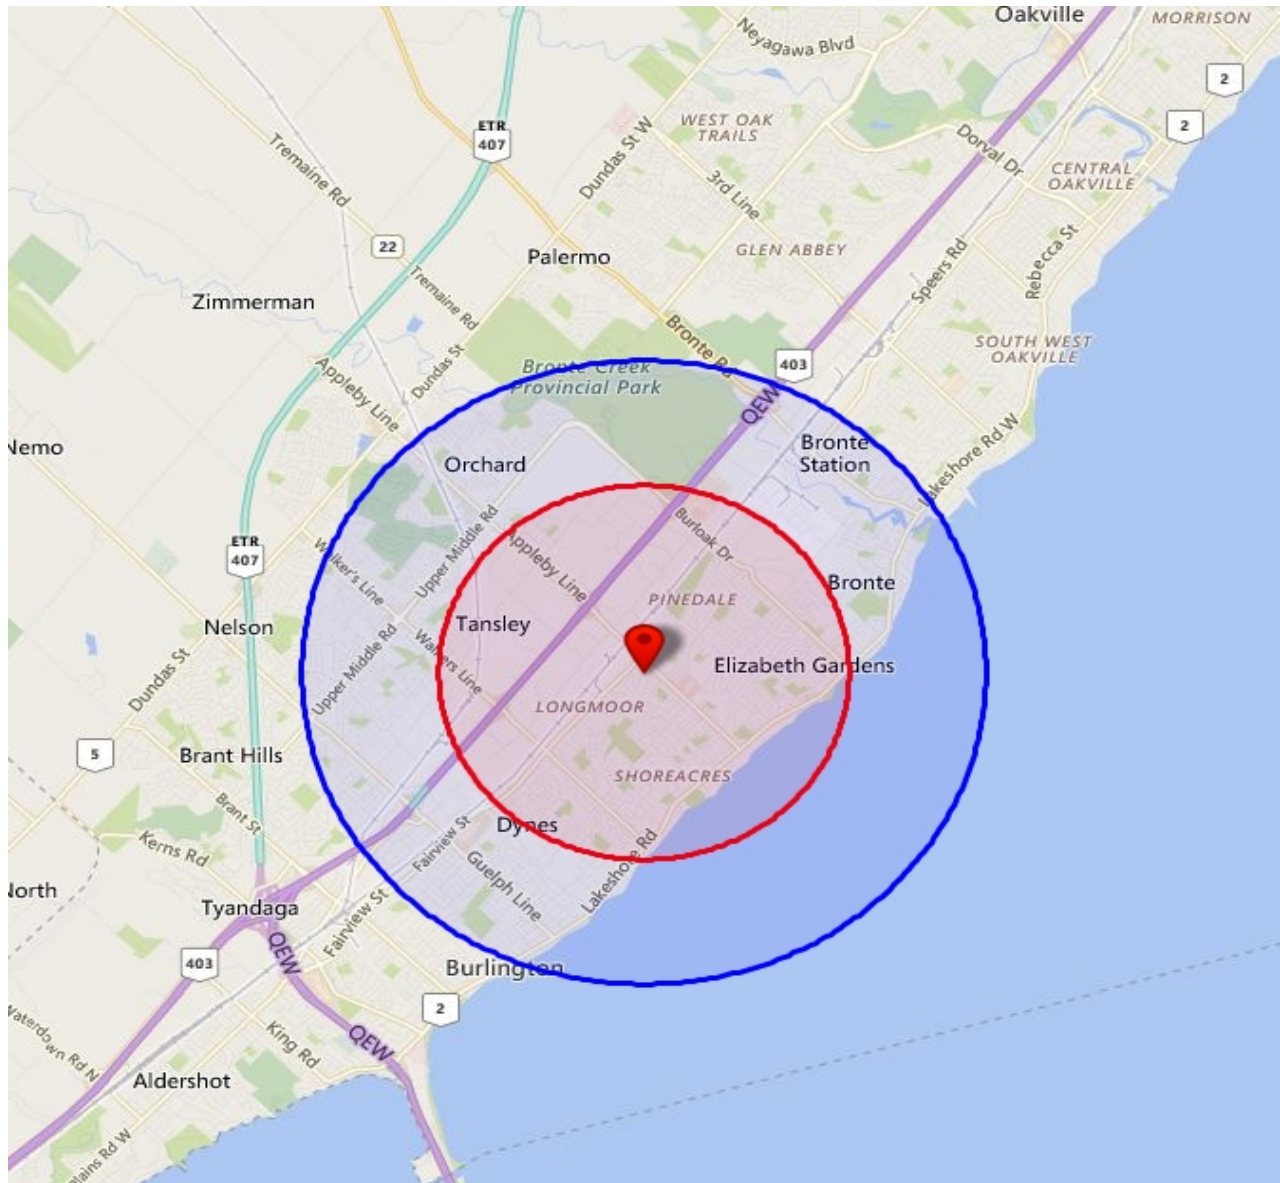 Oakville
MORRISON
Neyagawa Blvd
2
WEST OAK
TRAILS
2
ETR
407
Dundas St W
Dorval Dr
Tremaine Rd
CENTRAL
OAKVILLE
3rd Line
22
Palermo
GLEN ABBEY
Rebecca St
Speers Rd
Zimmerman
Tremaine Rd
Bronte Rd
SOUTH WEST
OAKVILLE
403
Appleby Line
Dundas St
Bronte Creek
Provincial Park
QEW
Nemo
Orchard
Bronte
Station
Lakeshore Rd W
ETR
407
Walker's Line
Upper Middle Rd
Appleby Line
Burloak Dr
Bronte
PINEDALE
Nelson
Tansley
Upper Middle Rd
Walkers Line
Elizabeth Gardens
Dundas St
LONGMOOR
5
Brant Hills
SHOREACRES
Brant St
Dynes
Kerns Rd
Fairview St
Lakeshore Rd
Guelph Line
North
Tyandaga
Fairview St
403
QEW
Burlington
2
Waterdown Rd N
King Rd
QEW
Aldershot
Plains Rd W